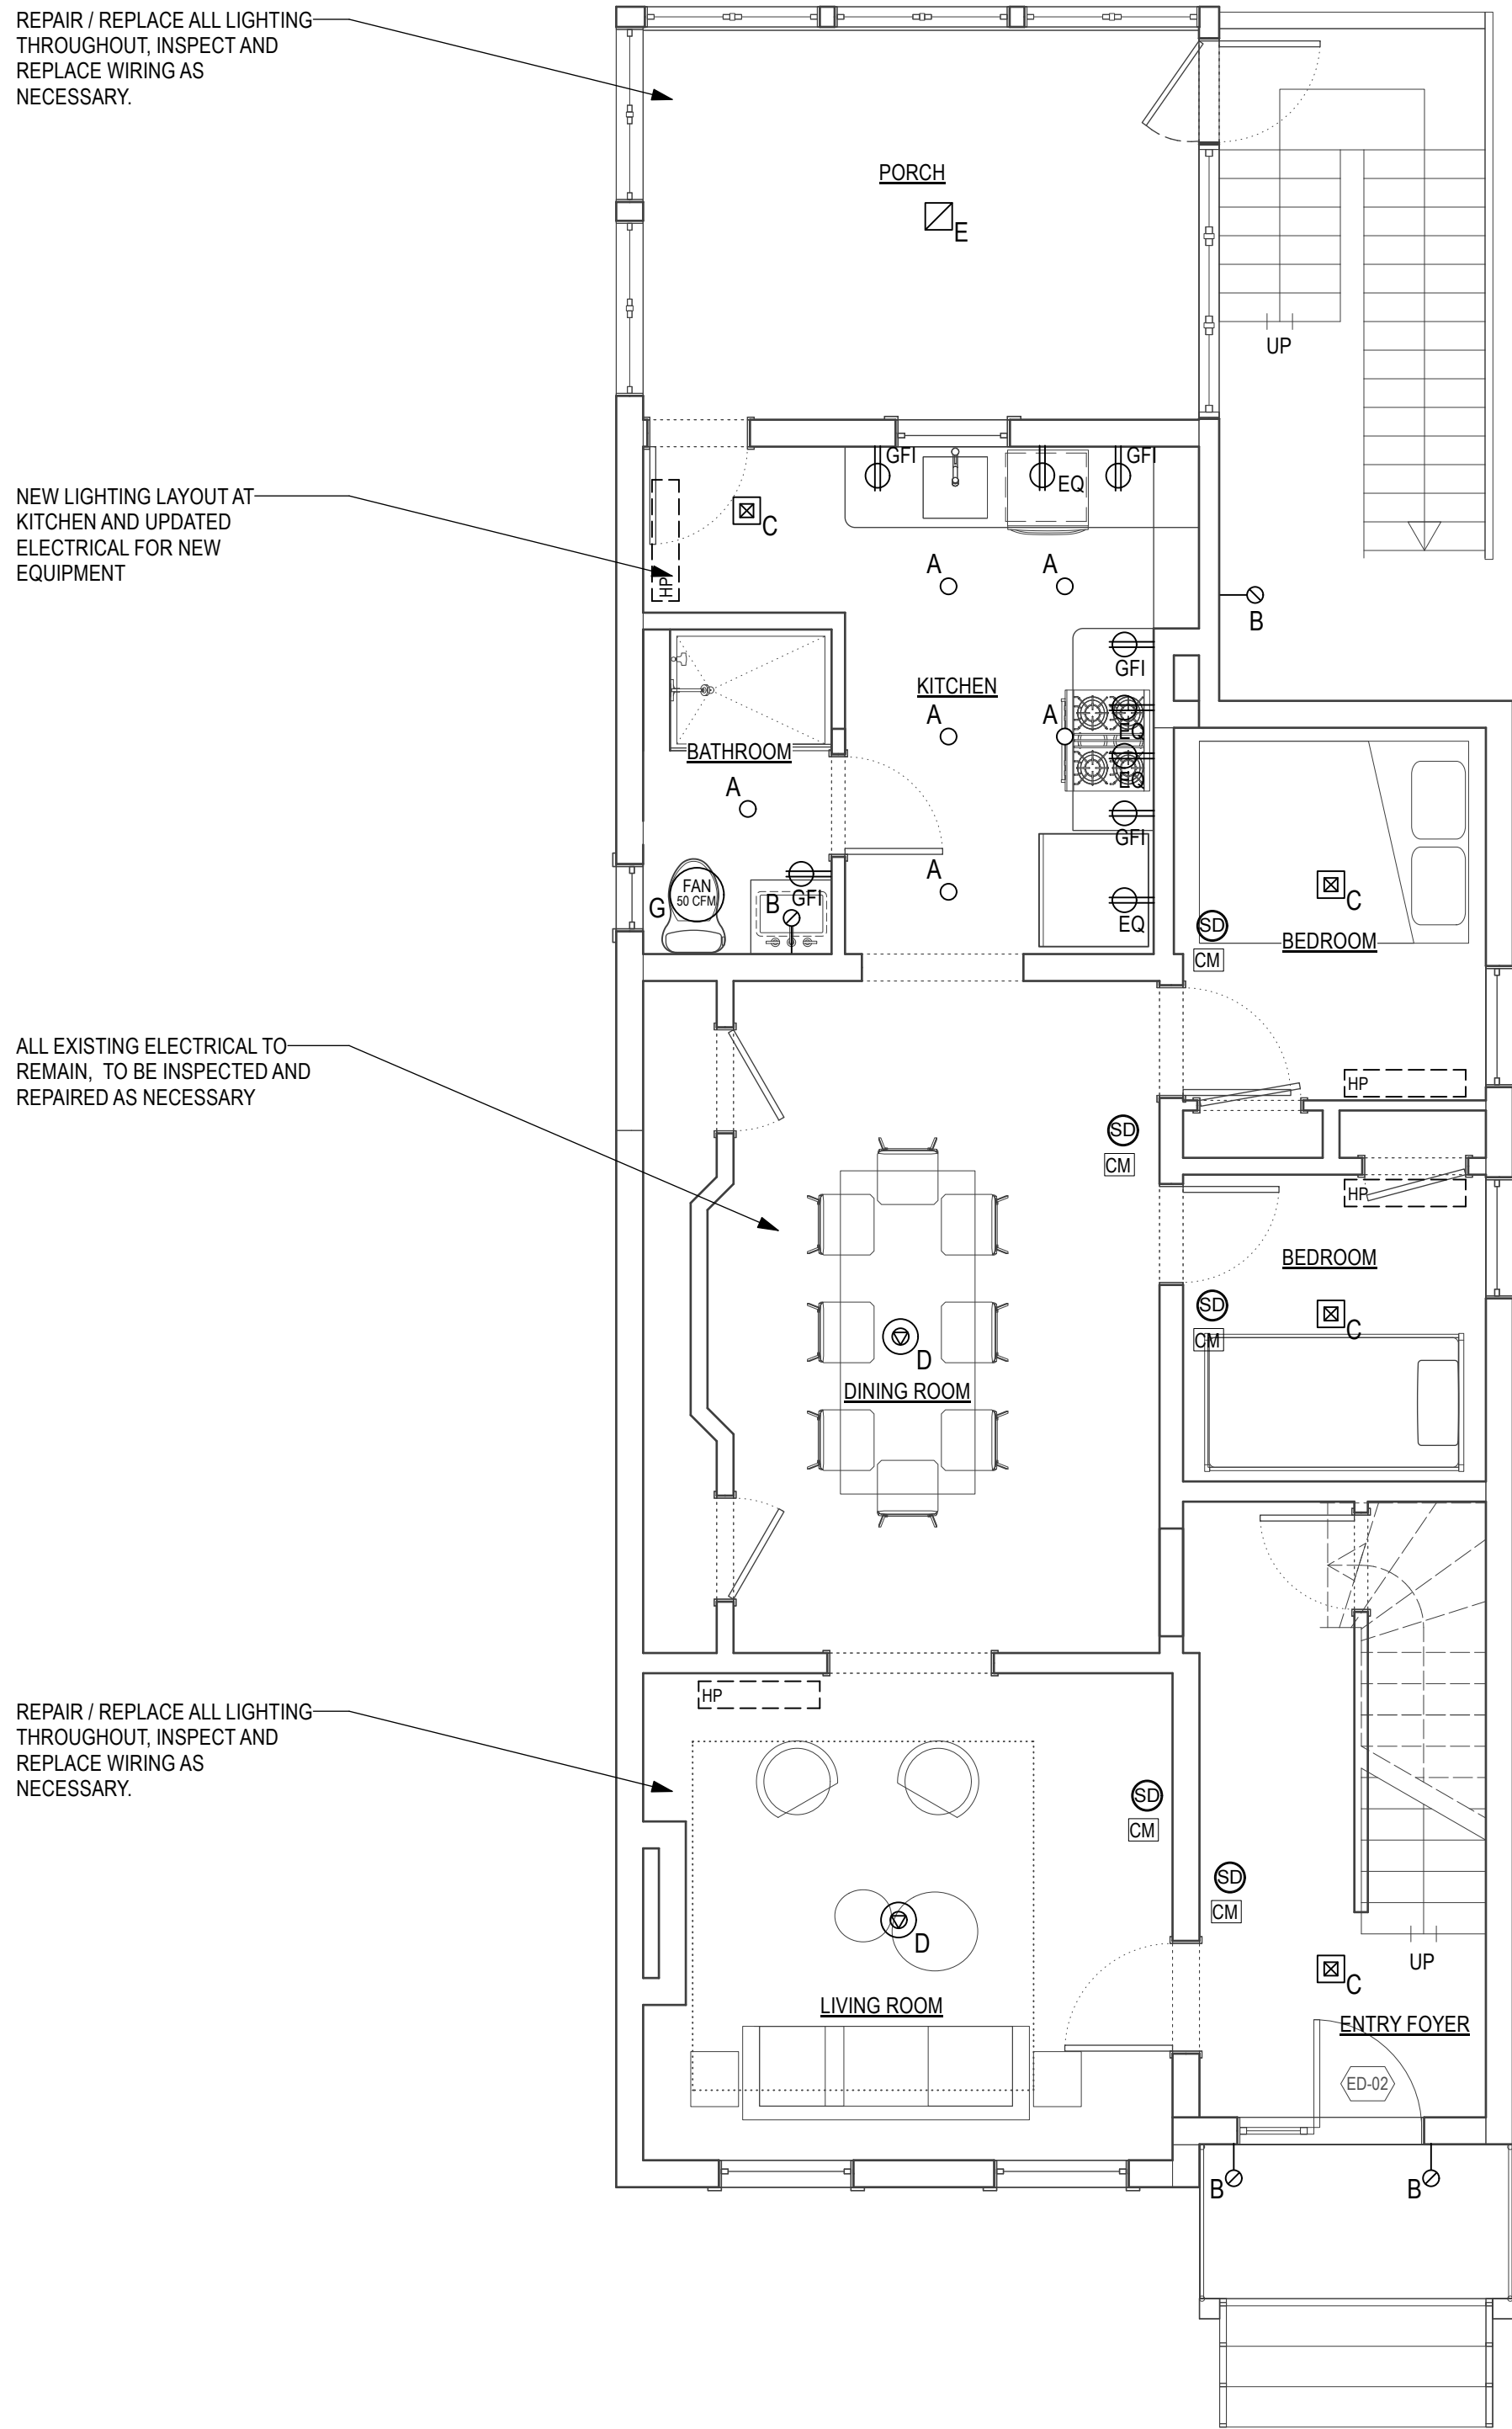 REPAIR / REPLACE ALL LIGHTING
THROUGHOUT, INSPECT AND
REPLACE WIRING AS
NECESSARY.
PORCH
E
UP
NEW LIGHTING LAYOUT AT
KITCHEN AND UPDATED
ELECTRICAL FOR NEW
EQUIPMENT
GFI
EQ
GFI
C
A
A
HP
B
GFI
KITCHEN
A
A
EQ
BATHROOM
EQ
A
GFI
A
FAN
50 CFM
G
B
GFI
EQ
C
SD
BEDROOM
CM
ALL EXISTING ELECTRICAL TO
REMAIN, TO BE INSPECTED AND
REPAIRED AS NECESSARY
HP
SD
CM
HP
BEDROOM
SD
C
CM
D
DINING ROOM
REPAIR / REPLACE ALL LIGHTING
THROUGHOUT, INSPECT AND
REPLACE WIRING AS
NECESSARY.
HP
SD
CM
SD
CM
D
UP
C
LIVING ROOM
ENTRY FOYER
ED-02
B
B